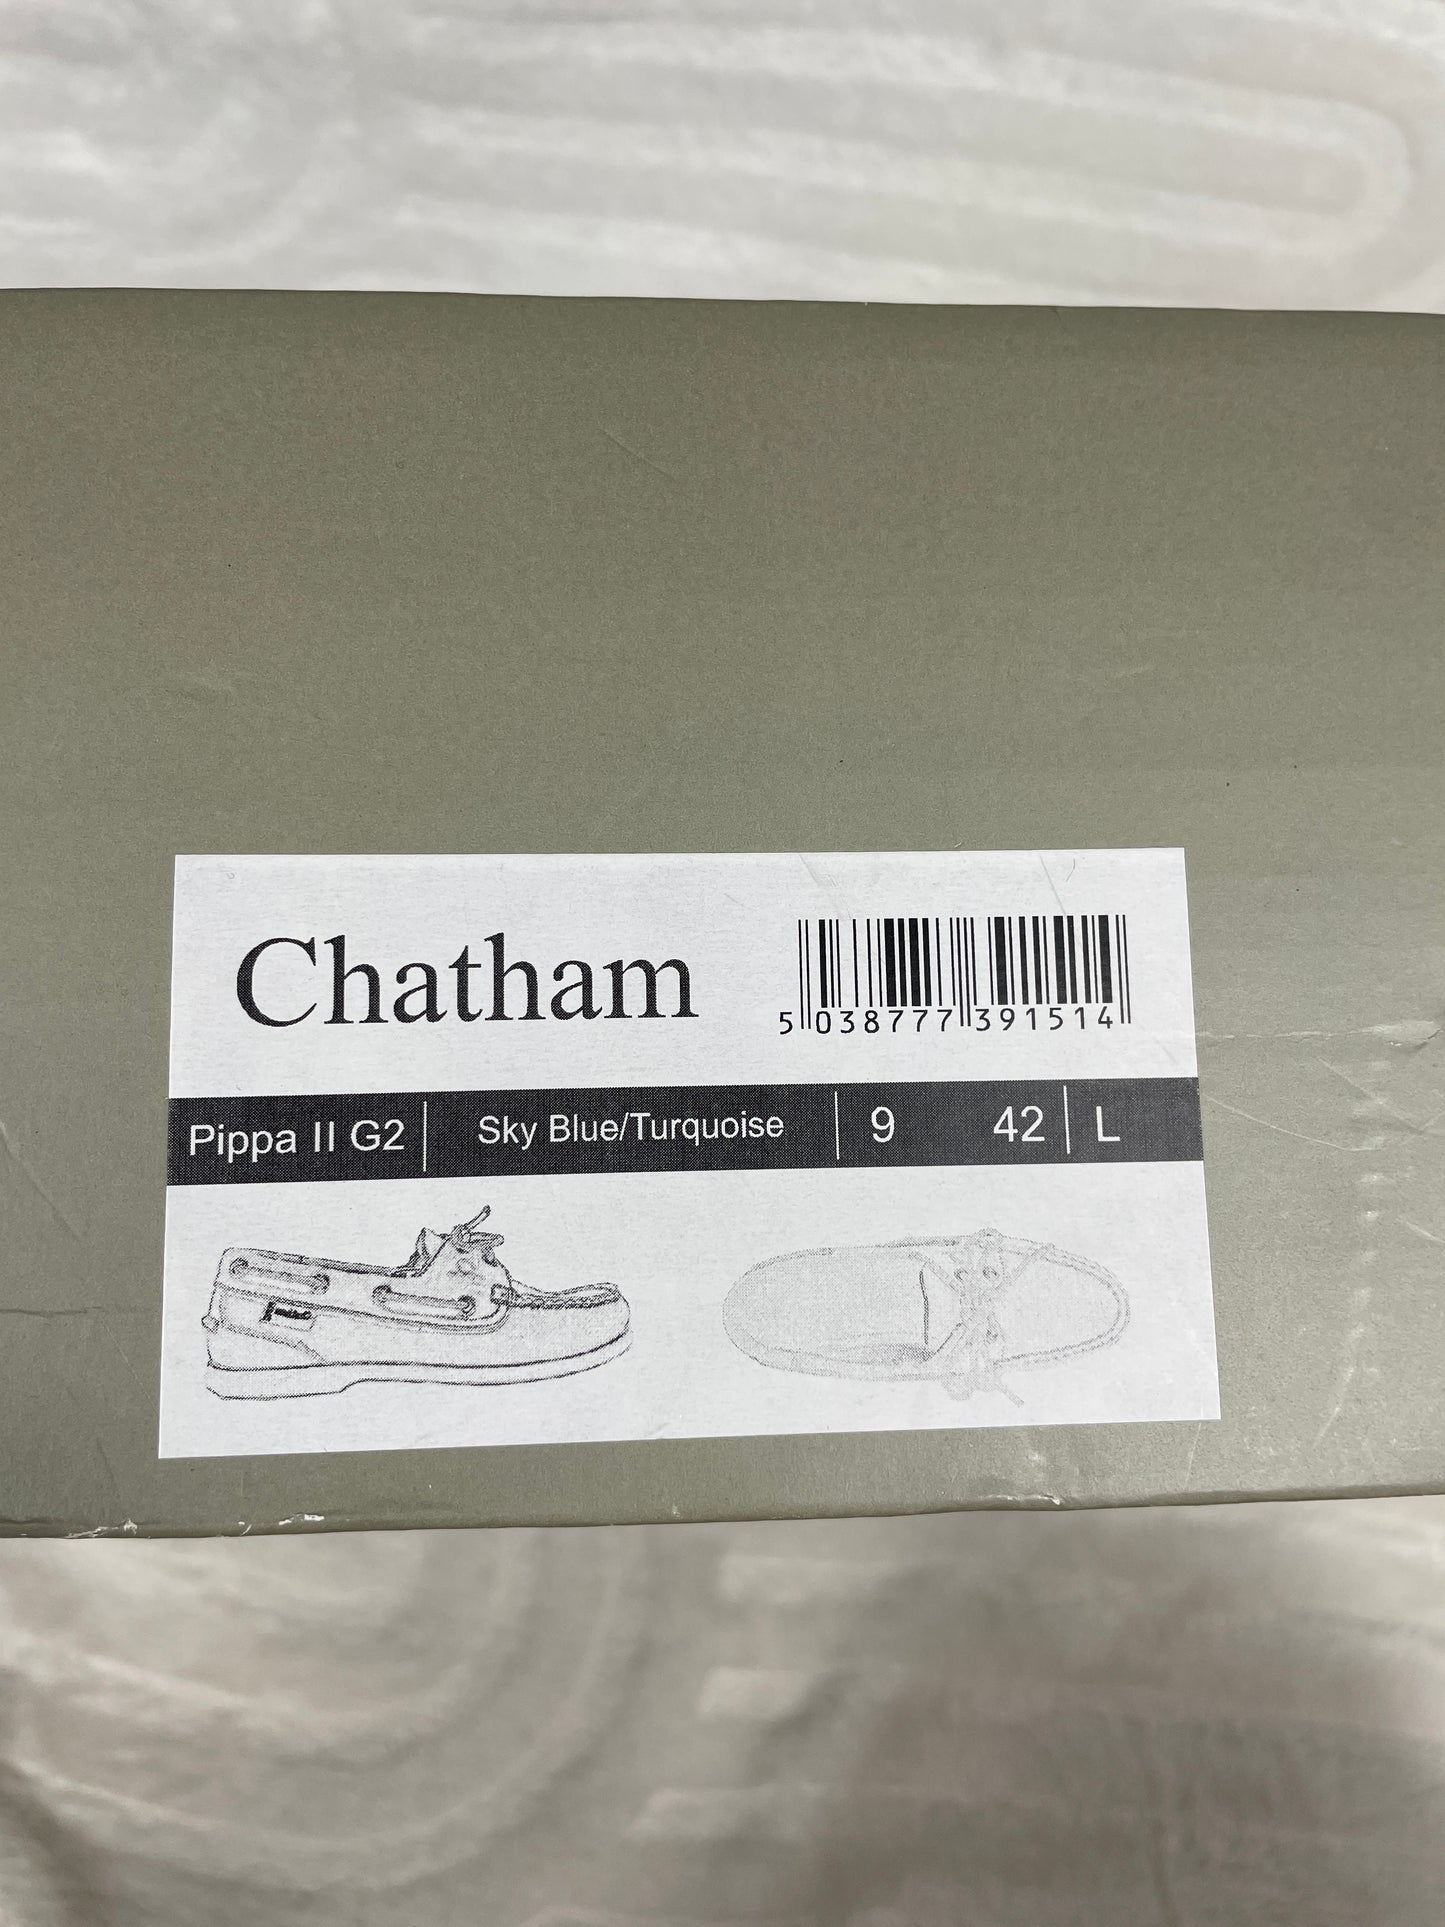 Chatham
5 038777 391514
Pippa II G2 Sky Blue/Turquoise 9 42 L